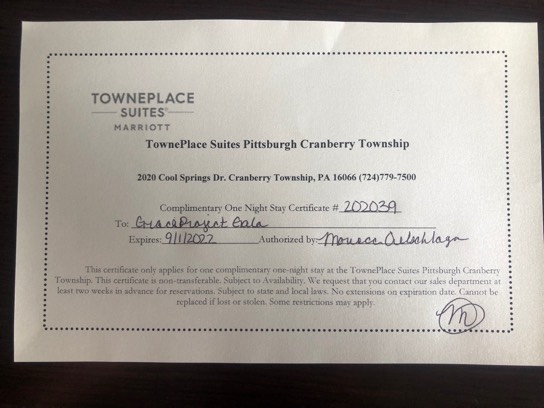 TOWNEPLACE
SUITES®
MARRIOTT
TownePlace Suites Pittsburgh Cranberry Township
2020 Cool Springs Dr. Cranberry Township, PA 16066 (724)779-7500
Complimentary One Night Stay Certificate # 202039
To: Grace Project Gala
Expires: 9/1/2022 Authorized by:
This certificate only applies for one complimentary one-night stay at the TownePlace Suites Pittsburgh Cranberry
Township. This certificate is non-transferable. Subject to Availability. We request that you contact our sales department at
least two weeks in advance for reservations. Subject to state and local laws. No extensions on expiration date. Cannot be
replaced if lost or stolen. Some restrictions may apply.
m